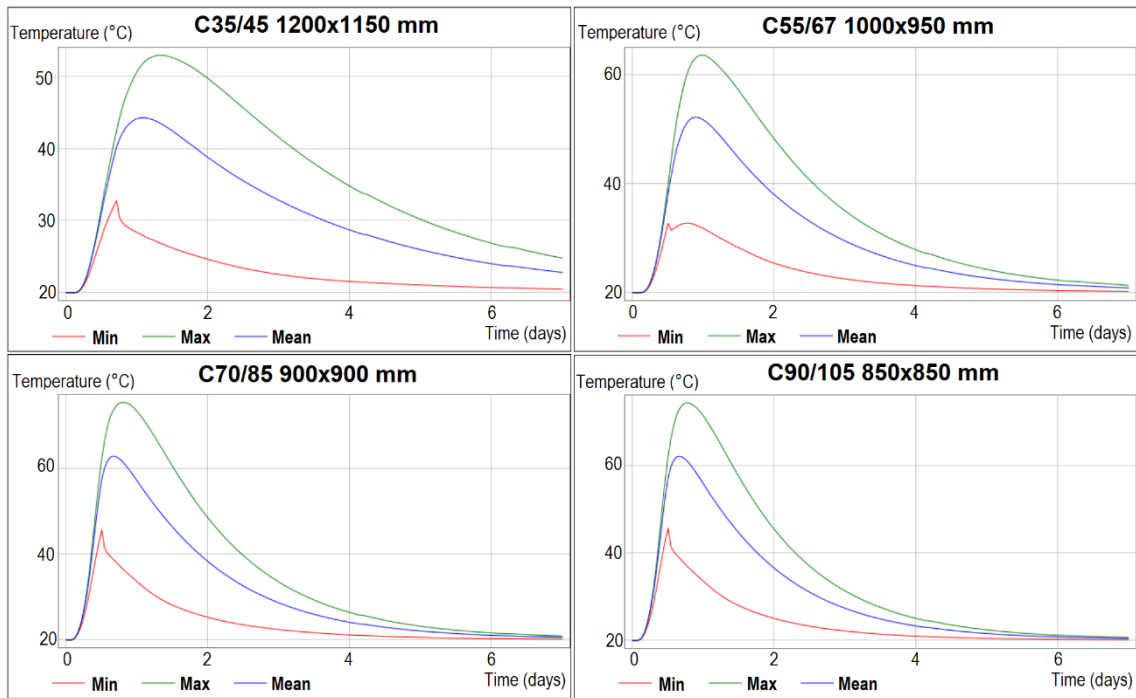 C35/45 1200x1150 mm
Temperature (°C)
50
40
30
20
0 2 4 6
Time (days)
Min Max Mean
C55/67 1000x950 mm
Temperature (°C)
60
40
20
0 2 4 6
Time (days)
Min Max Mean
C70/85 900x900 mm
Temperature (°C)
60
40
20
0 2 4 6
Time (days)
Min Max Mean
C90/105 850x850 mm
Temperature (°C)
60
40
20
0 2 4 6
Time (days)
Min Max Mean